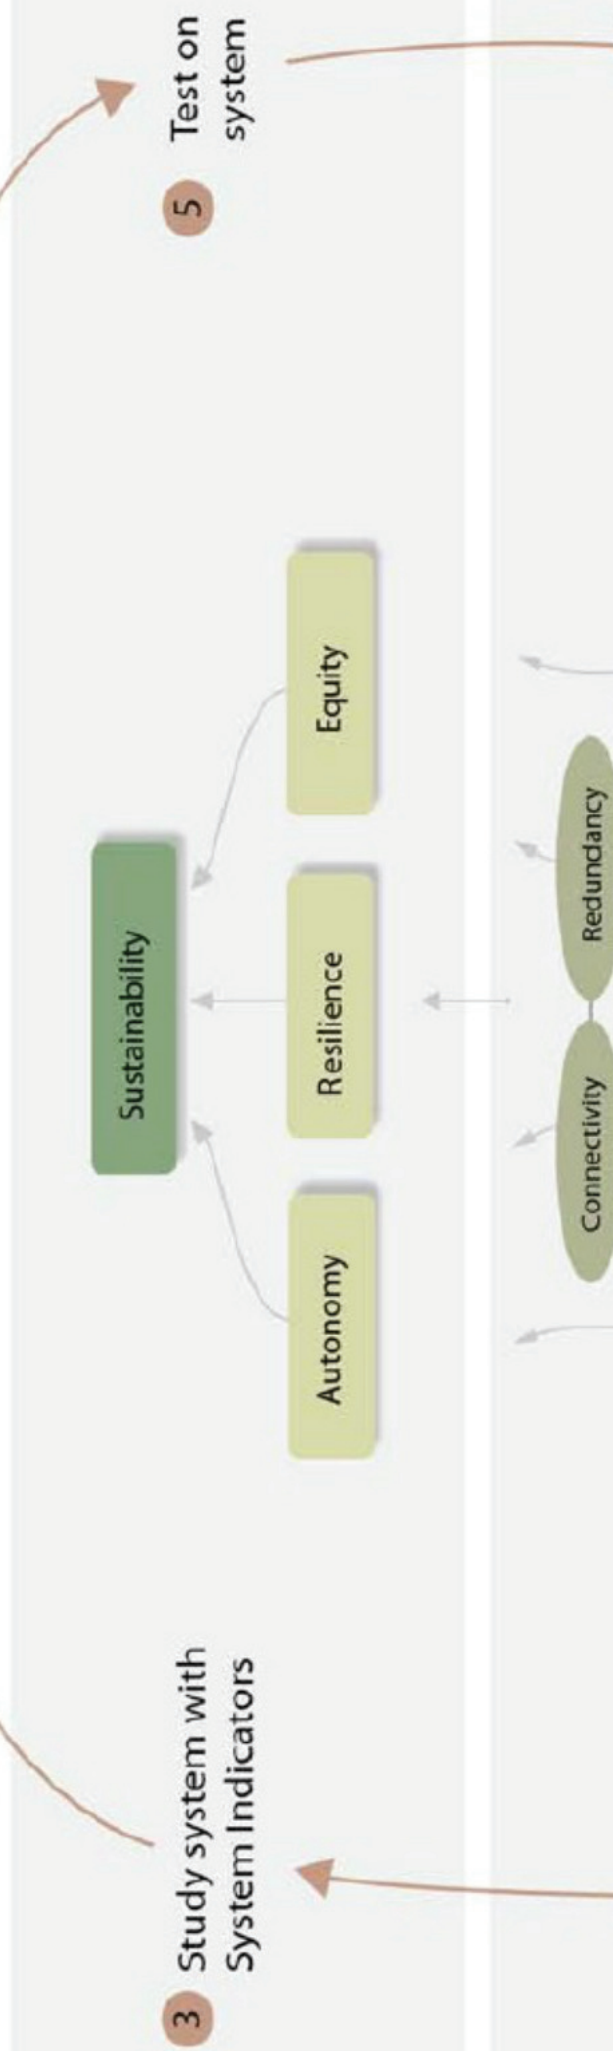 Sustainability
3
Study system with
System Indicators
5
Test on
system
Autonomy
Resilience
Equity
Connectivity
Redundancy